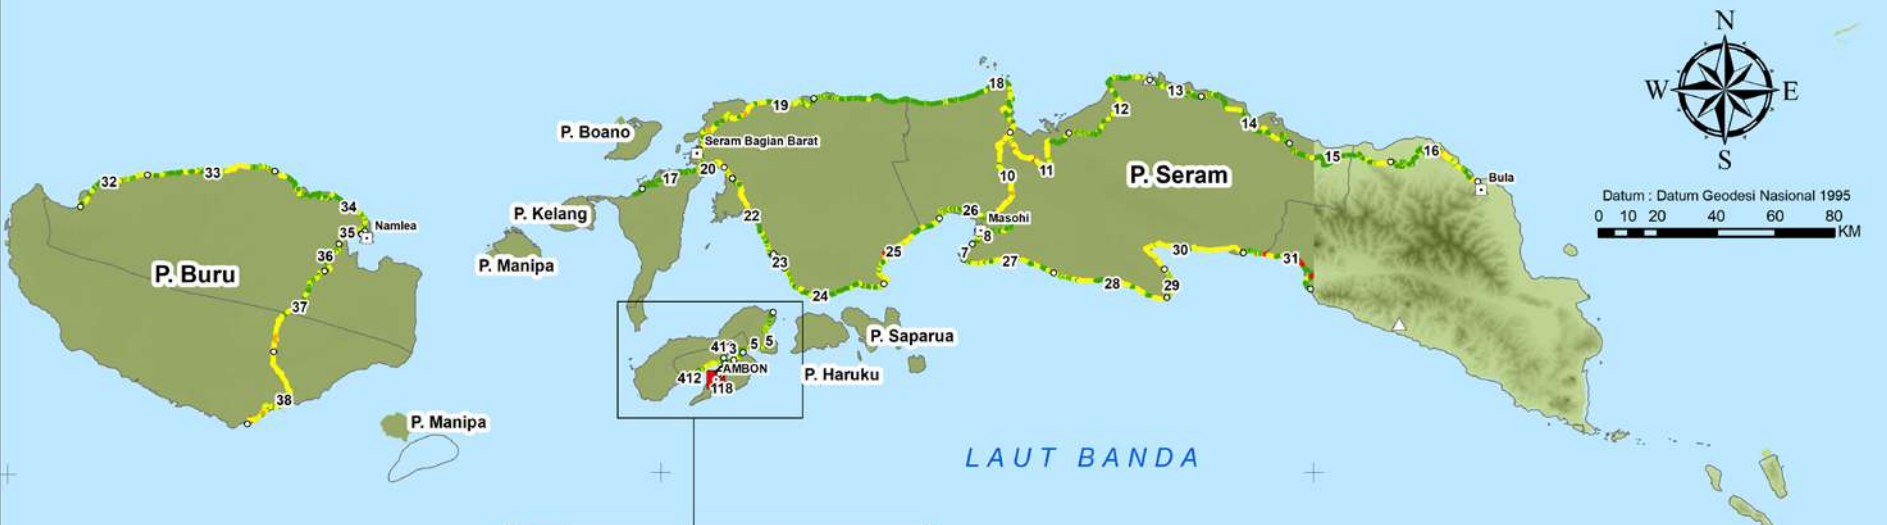 N
W
E
S
Datum : Datum Geodesi Nasional 1995
0 10 20 40 60 80
KM
18
13
19
12
14
P. Boano
Seram Bagian Barat
15
16
11
20
33
17
10
P. Seram
Bula
32
34
P. Kelang
22
26
Masohi
Namlea
35
8
7
25
30
36
P. Manipa
23
27
31
P. Buru
28
29
24
37
P. Saparua
5
5
3
AMBON
P. Haruku
412
118
38
P. Manipa
LAUT BANDA